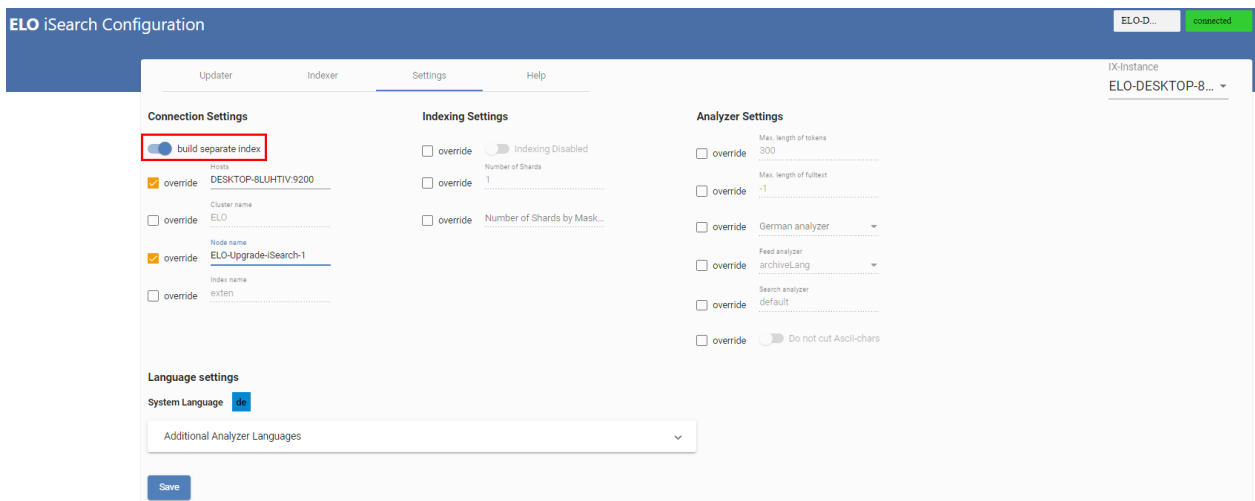 ELO iSearch Configuration
ELO-D...
connected
Updater
Indexer
Settings
Help
IX-Instance
ELO-DESKTOP-8...
Connection Settings
build separate index
Hosts
override DESKTOP-8LUHTIV:9200
Cluster name
override ELO
Node name
override ELO-Upgrade-iSearch-1
Index name
override exten
Indexing Settings
override Indexing Disabled
Number of Shards
override 1
override Number of Shards by Mask...
Analyzer Settings
Max. length of tokens
override 300
Max. length of fulltext
override -1
override German analyzer
Feed analyzer
override archiveLang
Search analyzer
override default
override Do not cut Ascii-chars
Language settings
System Language de
Additional Analyzer Languages
Save